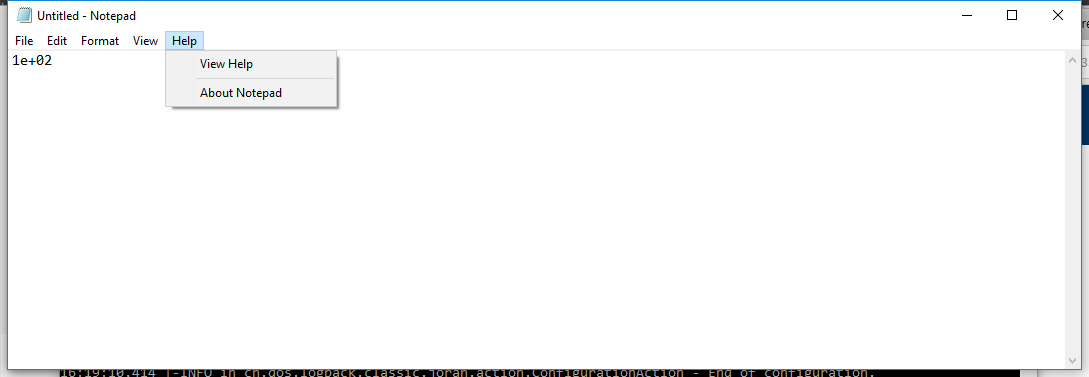 Untitled - Notepad
File Edit Format View Help
1e+02
View Help
About Notepad
16:19:10.414 |-INFO in ch.qos.logback.classic.joran.action.ConfigurationAction - End of configuration.